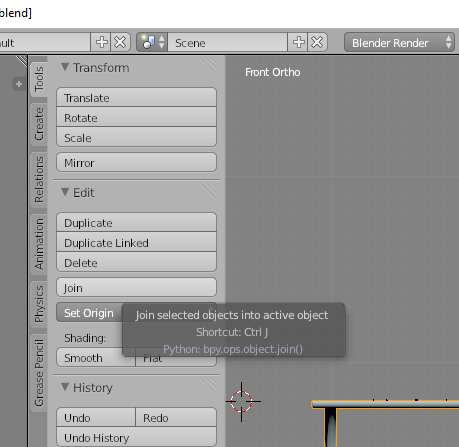 blend]
ult
Scene
Blender Render
Tools
Create
Relations
Animation
Physics
Grease Pencil
Transform
Translate
Rotate
Scale
Mirror
Edit
Duplicate
Duplicate Linked
Delete
Join
Set Origin
Shading:
Smooth
Flat
History
Undo
Redo
Undo History
Front Ortho
Join selected objects into active object
Shortcut: Ctrl J
Python: bpy.ops.object.join()